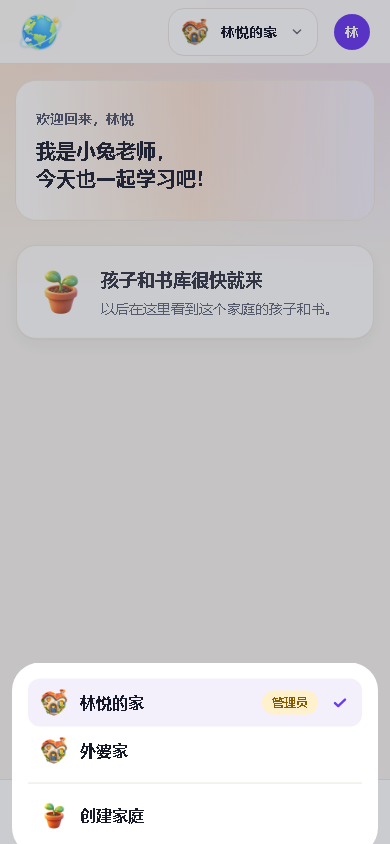 林悦的家
林
欢迎回来，林悦
我是小兔老师，
今天也一起学习吧！
孩子和书库很快就来
以后在这里看到这个家庭的孩子和书。
林悦的家
管理员
外婆家
创建家庭